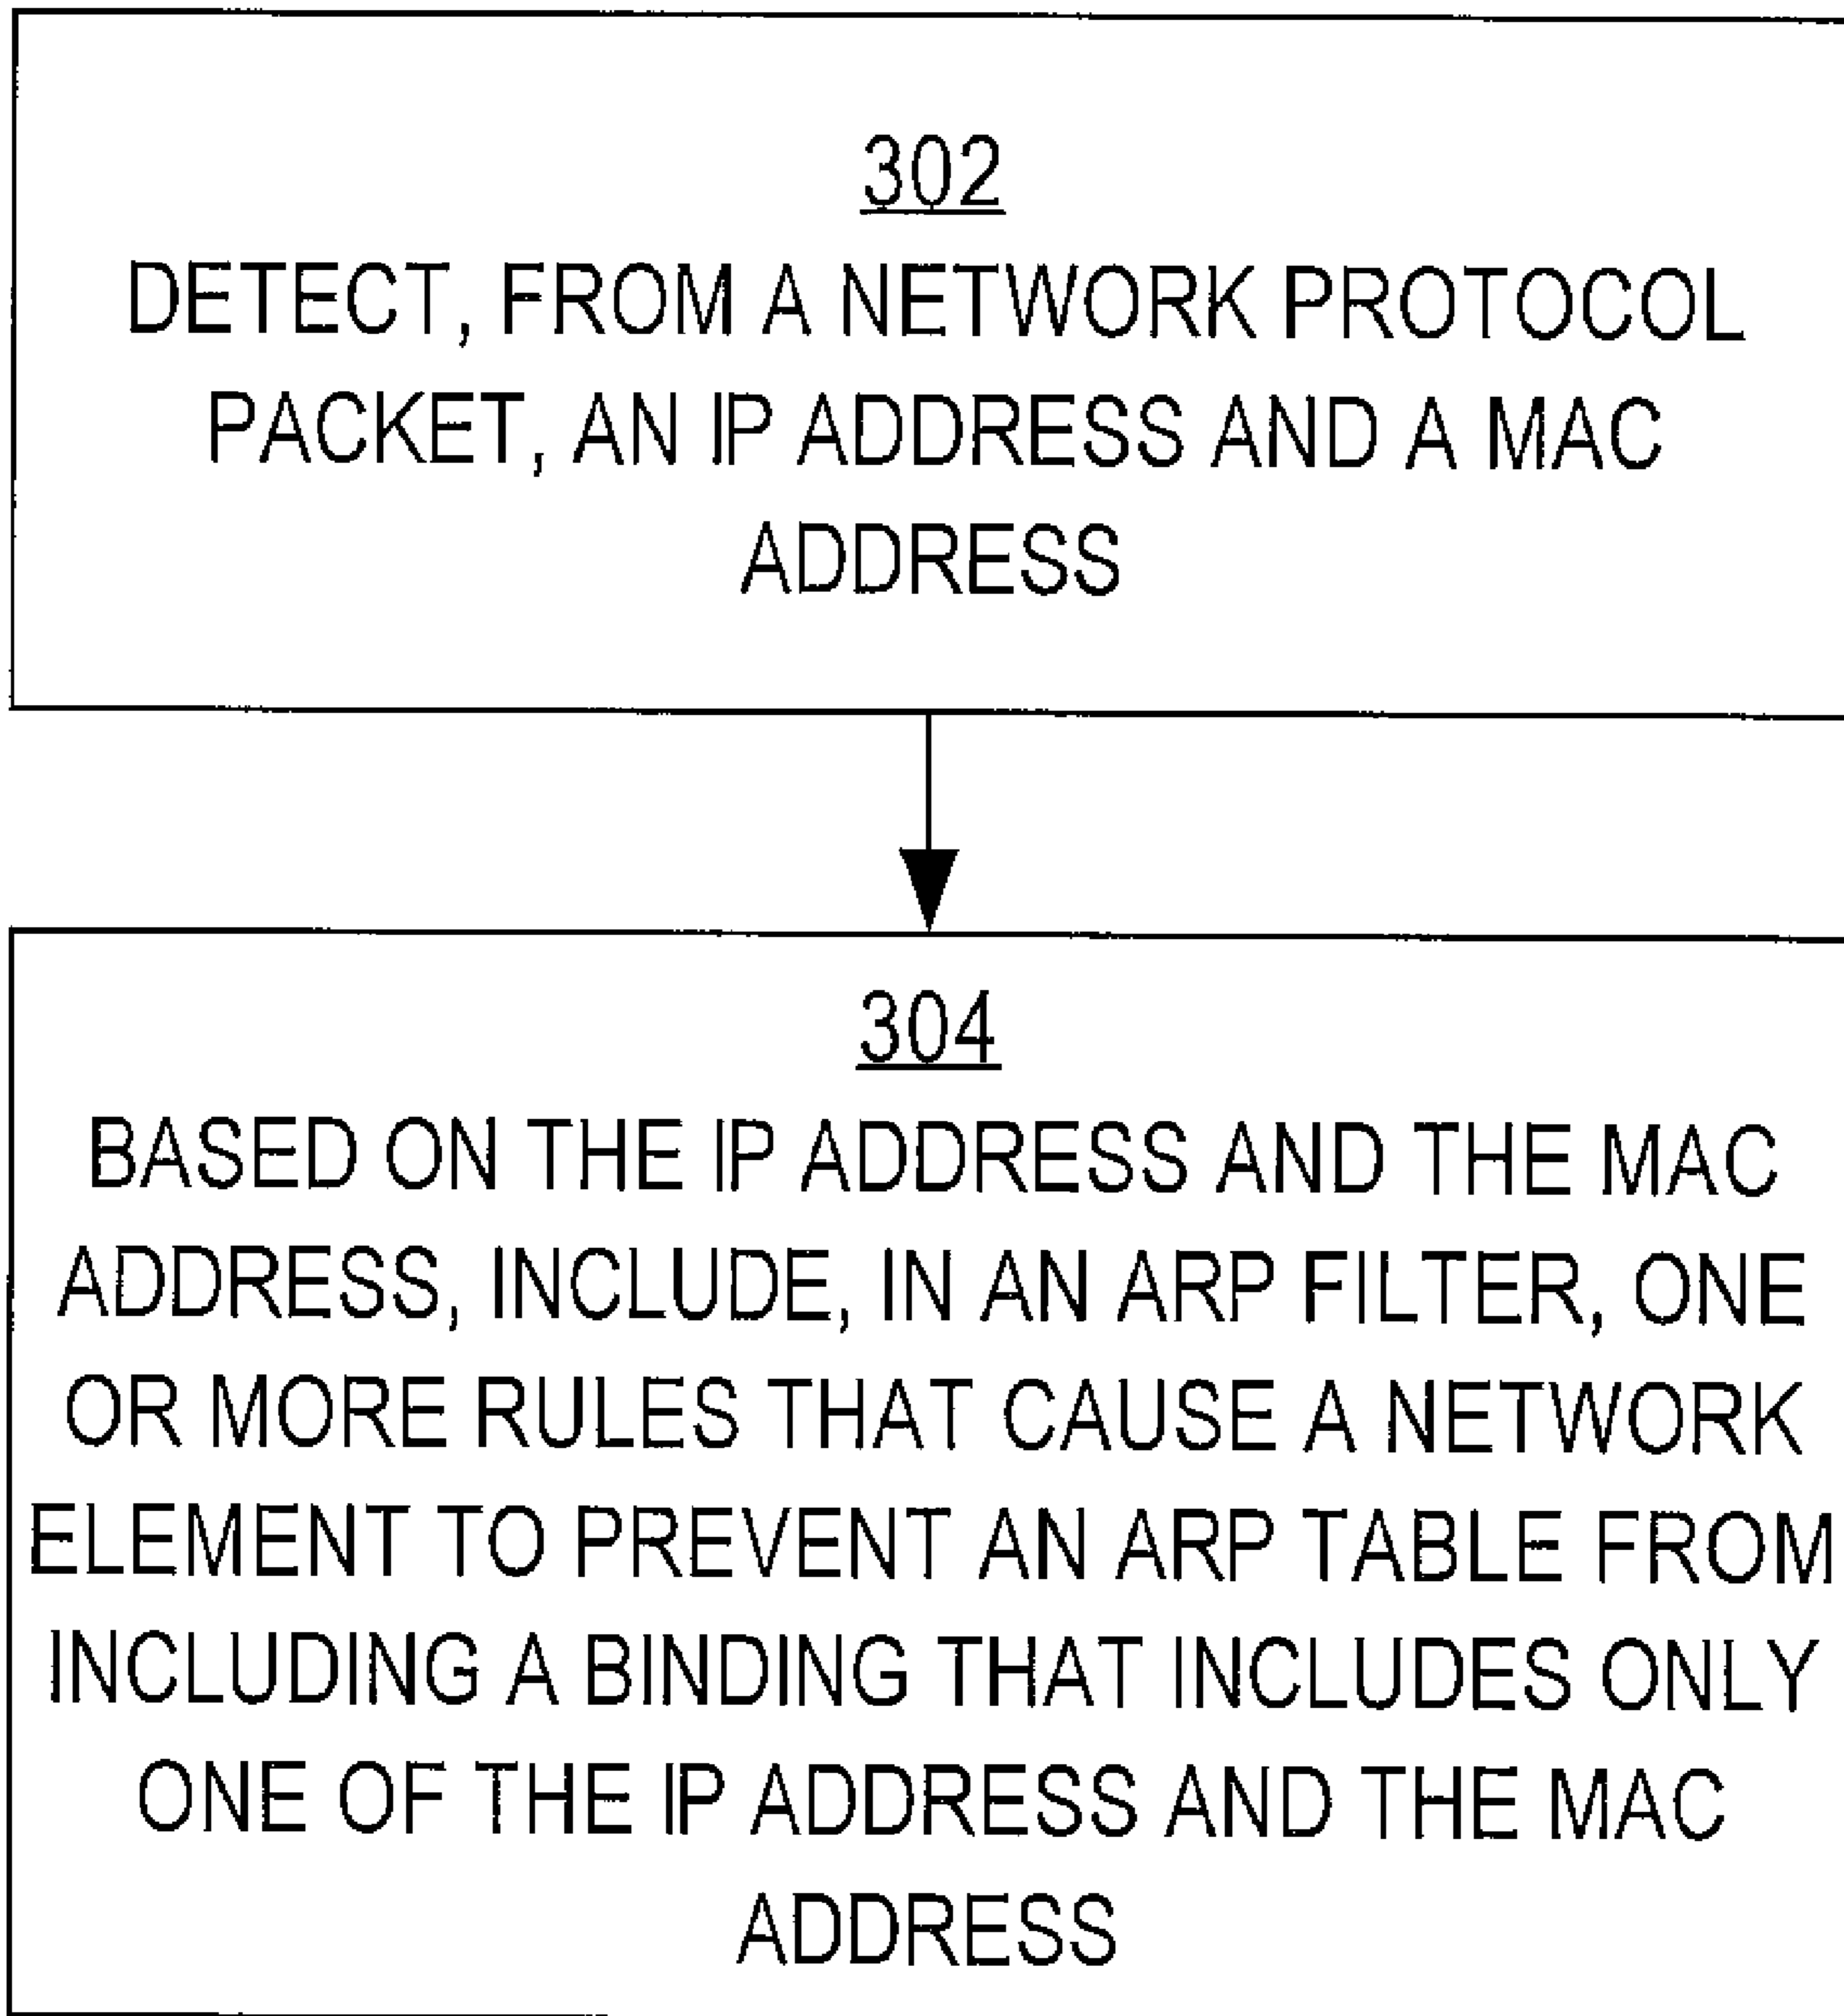 302
DETECT, FROM A NETWORK PROTOCOL
PACKET, AN IP ADDRESS AND A MAC
ADDRESS
304
BASED ON THE IP ADDRESS AND THE MAC
ADDRESS, INCLUDE, IN AN ARP FILTER, ONE
OR MORE RULES THAT CAUSE A NETWORK
ELEMENT TO PREVENT AN ARP TABLE FROM
INCLUDING A BINDING THAT INCLUDES ONLY
ONE OF THE IP ADDRESS AND THE MAC
ADDRESS